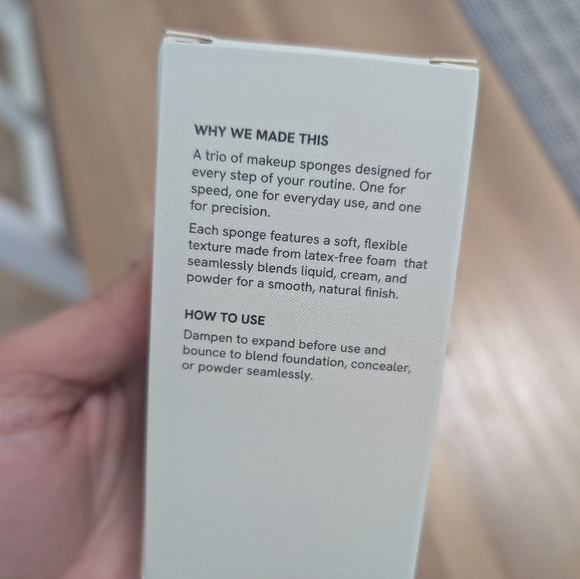 WHY WE MADE THIS
A trio of makeup sponges designed for
every step of your routine. One for
speed, one for everyday use, and one
for precision.
Each sponge features a soft, flexible
texture made from latex-free foam that
seamlessly blends liquid, cream, and
powder for a smooth, natural finish.
HOW TO USE
Dampen to expand before use and
bounce to blend foundation, concealer,
or powder seamlessly.